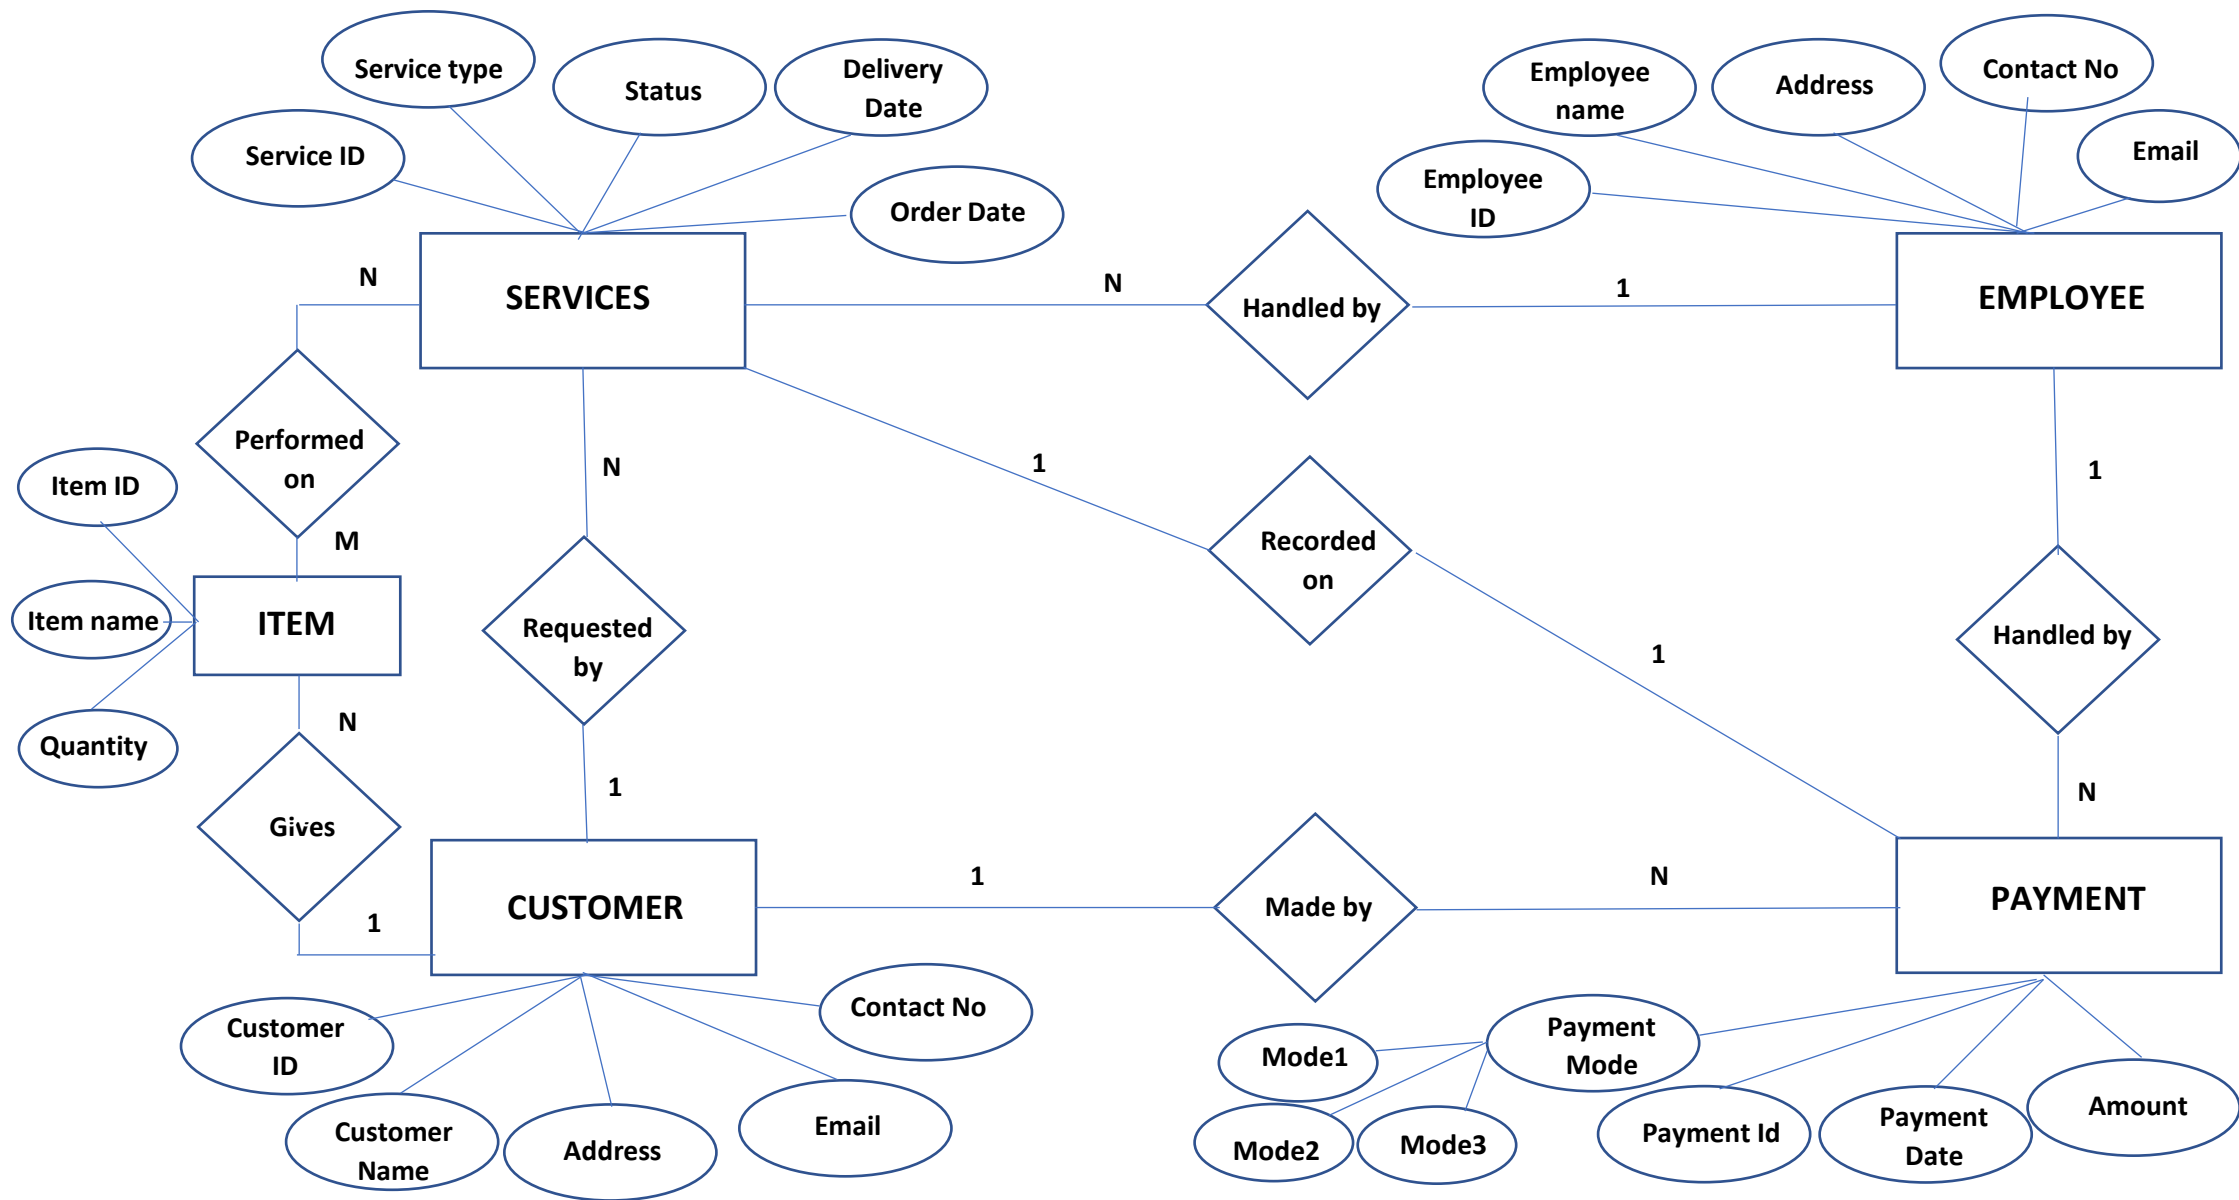 Service type
Status
Delivery
Date
Service ID
Order Date
Employee
name
Address
Contact No
Email
Employee
ID
SERVICES
N
N
Handled by
1
EMPLOYEE
Performed
on
M
N
1
Recorded
on
1
1
Handled by
N
Item ID
Item name
Quantity
ITEM
N
Gives
1
Requested
by
1
CUSTOMER
1
Made by
N
PAYMENT
Customer
ID
Customer
Name
Address
Email
Contact No
Mode1
Mode2
Mode3
Payment
Mode
Payment Id
Payment
Date
Amount